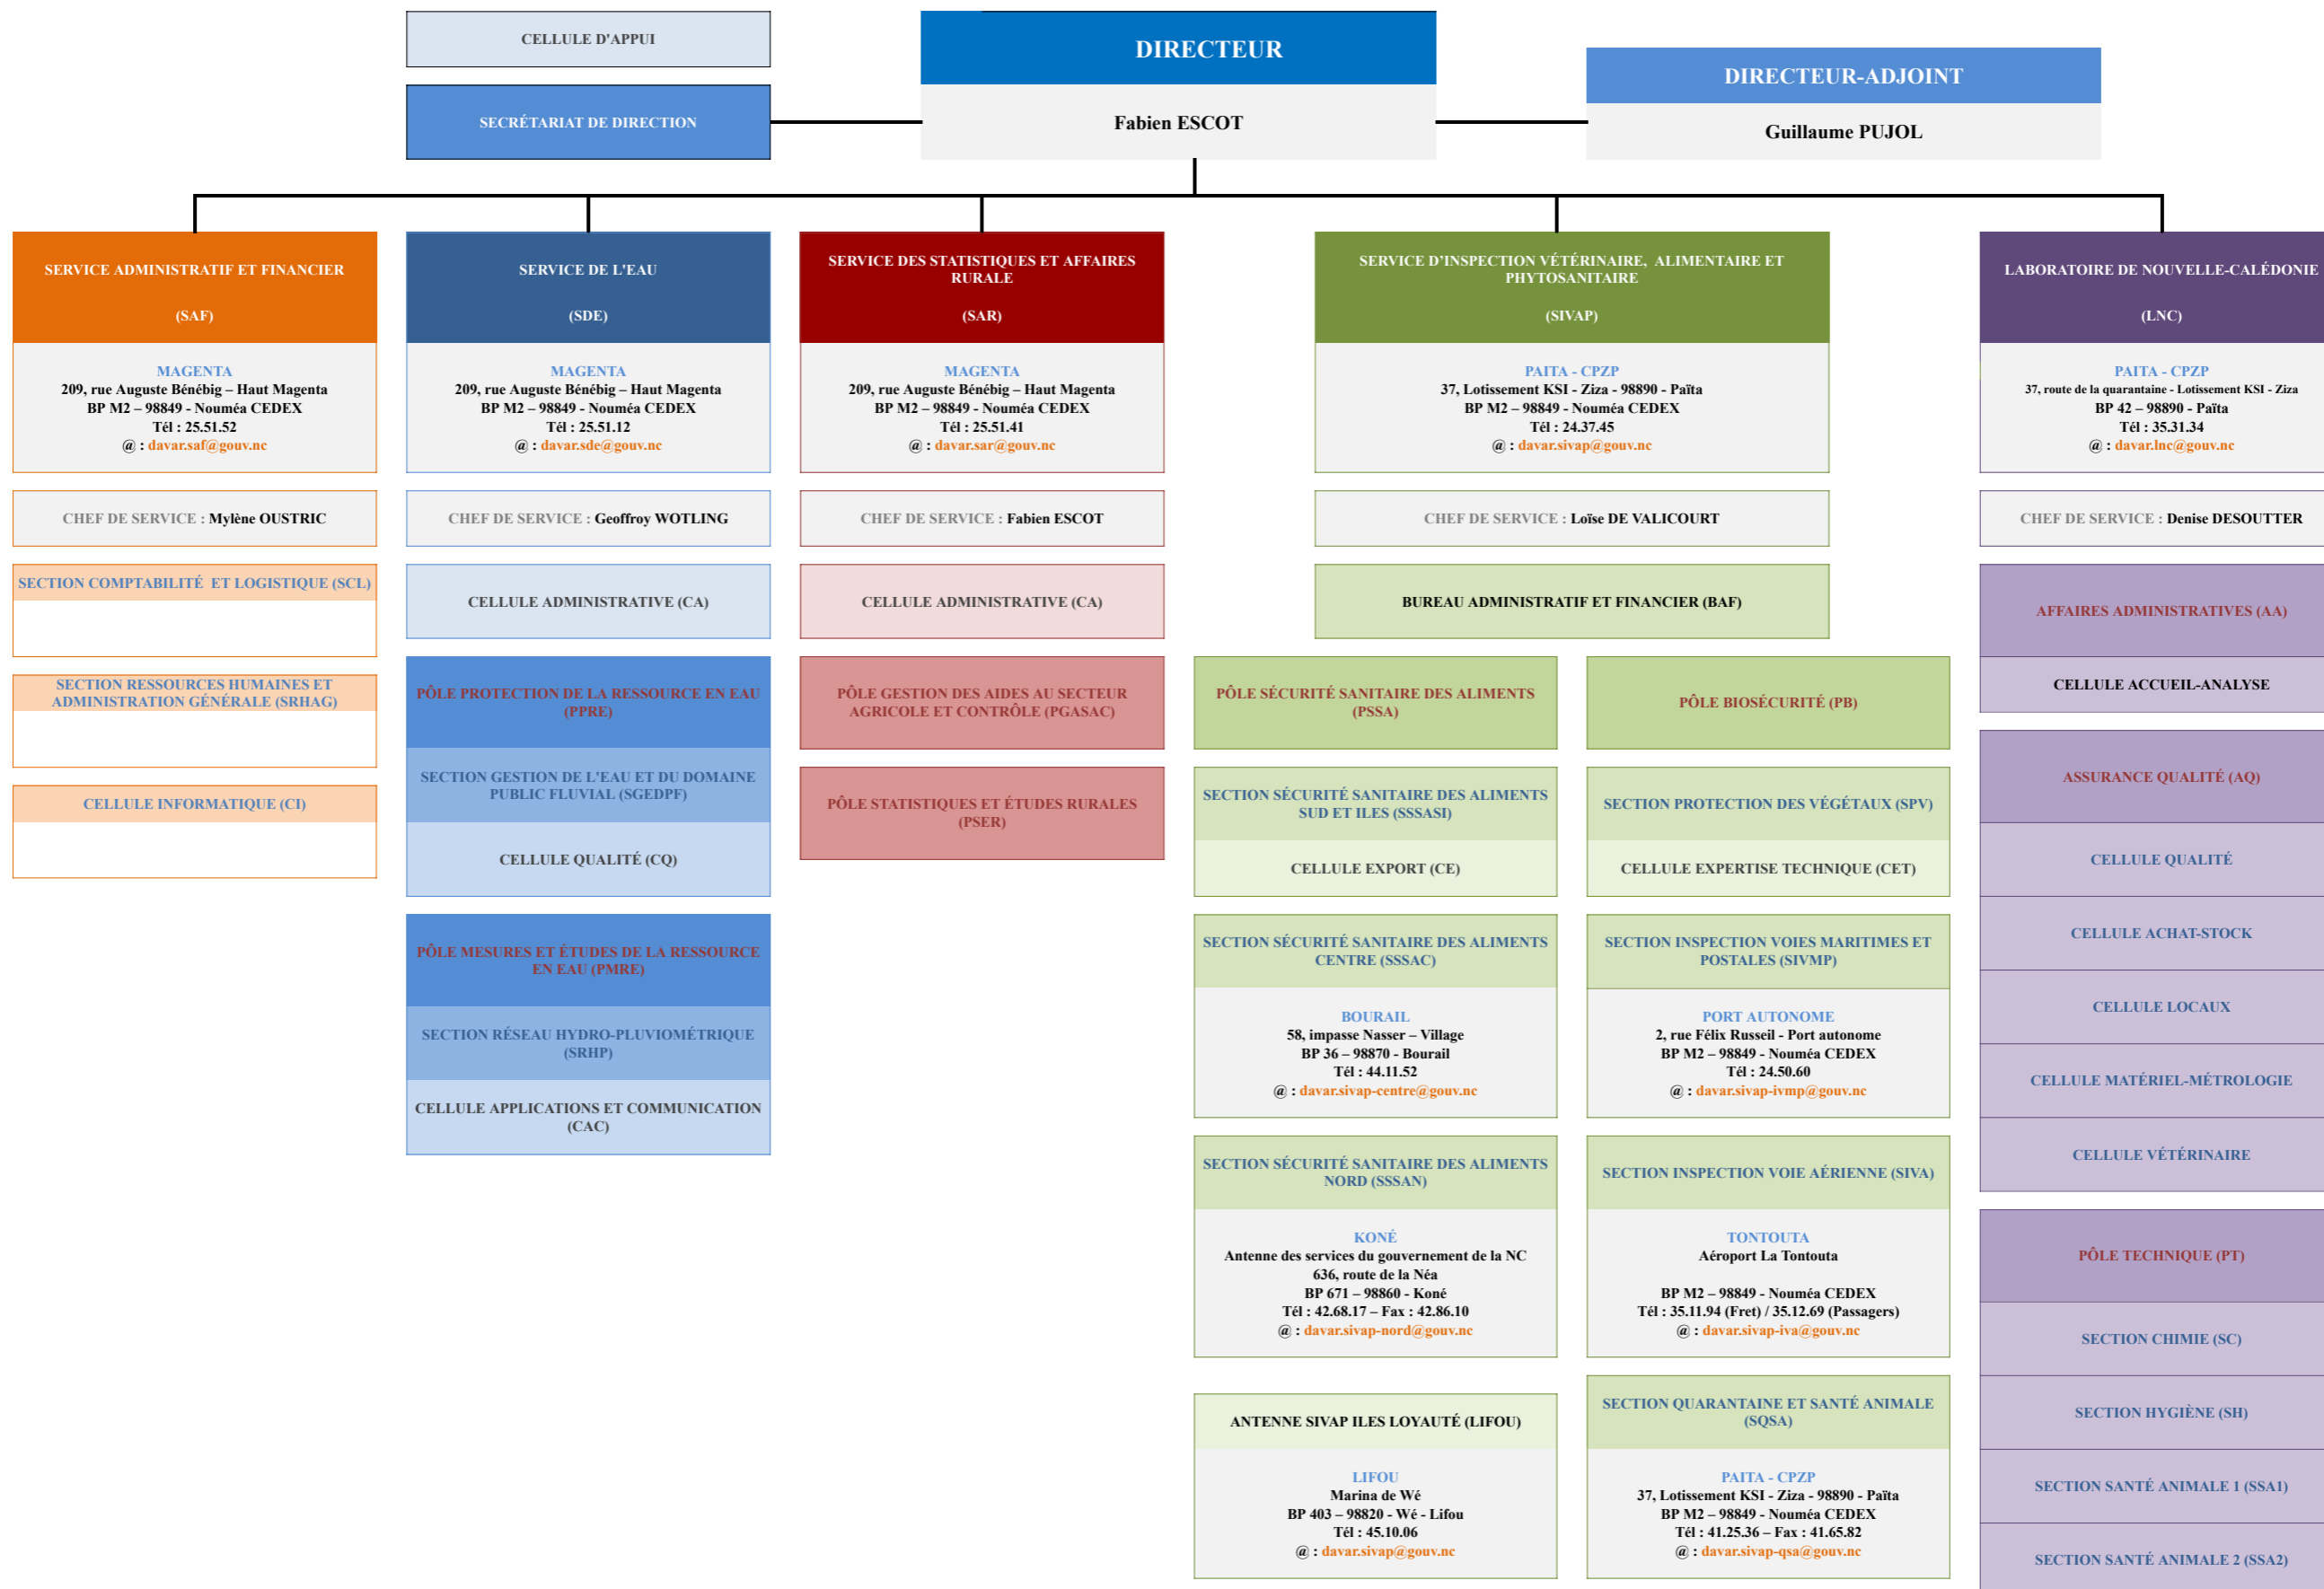 CELLULE D'APPUI
SECRÉTARIAT DE DIRECTION
DIRECTEUR
Fabien ESCOT
DIRECTEUR-ADJOINT
Guillaume PUJOL
SERVICE ADMINISTRATIF ET FINANCIER
(SAF)
MAGENTA
209, rue Auguste Bénébig – Haut Magenta
BP M2 – 98849 - Nouméa CEDEX
Tél : 25.51.52
@ : davar.saf@gouv.nc
CHEF DE SERVICE : Mylène OUSTRIC
SECTION COMPTABILITÉ ET LOGISTIQUE (SCL)
SECTION RESSOURCES HUMAINES ET
ADMINISTRATION GÉNÉRALE (SRHAG)
CELLULE INFORMATIQUE (CI)
SERVICE DE L'EAU
(SDE)
MAGENTA
209, rue Auguste Bénébig – Haut Magenta
BP M2 – 98849 - Nouméa CEDEX
Tél : 25.51.12
@ : davar.sde@gouv.nc
CHEF DE SERVICE : Geoffroy WOTLING
CELLULE ADMINISTRATIVE (CA)
PÔLE PROTECTION DE LA RESSOURCE EN EAU
(PPRE)
SECTION GESTION DE L'EAU ET DU DOMAINE
PUBLIC FLUVIAL (SGEDPF)
CELLULE QUALITÉ (CQ)
PÔLE MESURES ET ÉTUDES DE LA RESSOURCE
EN EAU (PMRE)
SECTION RÉSEAU HYDRO-PLUVIOMÉTRIQUE
(SRHP)
CELLULE APPLICATIONS ET COMMUNICATION
(CAC)
SERVICE DES STATISTIQUES ET AFFAIRES
RURALE
(SAR)
MAGENTA
209, rue Auguste Bénébig – Haut Magenta
BP M2 – 98849 - Nouméa CEDEX
Tél : 25.51.41
@ : davar.sar@gouv.nc
CHEF DE SERVICE : Fabien ESCOT
CELLULE ADMINISTRATIVE (CA)
PÔLE GESTION DES AIDES AU SECTEUR
AGRICOLE ET CONTRÔLE (PGASAC)
PÔLE STATISTIQUES ET ÉTUDES RURALES
(PSER)
SERVICE D’INSPECTION VÉTÉRINAIRE, ALIMENTAIRE ET
PHYTOSANITAIRE
(SIVAP)
PAITA - CPZP
37, Lotissement KSI - Ziza - 98890 - Païta
BP M2 – 98849 - Nouméa CEDEX
Tél : 24.37.45
@ : davar.sivap@gouv.nc
CHEF DE SERVICE : Loïse DE VALICOURT
BUREAU ADMINISTRATIF ET FINANCIER (BAF)
PÔLE SÉCURITÉ SANITAIRE DES ALIMENTS
(PSSA)
SECTION SÉCURITÉ SANITAIRE DES ALIMENTS
SUD ET ILES (SSSASI)
CELLULE EXPORT (CE)
SECTION SÉCURITÉ SANITAIRE DES ALIMENTS
CENTRE (SSSAC)
BOURAIL
58, impasse Nasser – Village
BP 36 – 98870 - Bourail
Tél : 44.11.52
@ : davar.sivap-centre@gouv.nc
SECTION SÉCURITÉ SANITAIRE DES ALIMENTS
NORD (SSSAN)
KONÉ
Antenne des services du gouvernement de la NC
636, route de la Néa
BP 671 – 98860 - Koné
Tél : 42.68.17 – Fax : 42.86.10
@ : davar.sivap-nord@gouv.nc
ANTENNE SIVAP ILES LOYAUTÉ (LIFOU)
LIFOU
Marina de Wé
BP 403 – 98820 - Wé - Lifou
Tél : 45.10.06
@ : davar.sivap@gouv.nc
PÔLE BIOSÉCURITÉ (PB)
SECTION PROTECTION DES VÉGÉTAUX (SPV)
CELLULE EXPERTISE TECHNIQUE (CET)
SECTION INSPECTION VOIES MARITIMES ET
POSTALES (SIVMP)
PORT AUTONOME
2, rue Félix Russeil - Port autonome
BP M2 – 98849 - Nouméa CEDEX
Tél : 24.50.60
@ : davar.sivap-ivmp@gouv.nc
SECTION INSPECTION VOIE AÉRIENNE (SIVA)
TONTOUTA
Aéroport La Tontouta
BP M2 – 98849 - Nouméa CEDEX
Tél : 35.11.94 (Fret) / 35.12.69 (Passagers)
@ : davar.sivap-iva@gouv.nc
SECTION QUARANTAINE ET SANTÉ ANIMALE
(SQSA)
PAITA - CPZP
37, Lotissement KSI - Ziza - 98890 - Païta
BP M2 – 98849 - Nouméa CEDEX
Tél : 41.25.36 – Fax : 41.65.82
@ : davar.sivap-qsa@gouv.nc
LABORATOIRE DE NOUVELLE-CALÉDONIE
(LNC)
PAITA - CPZP
37, route de la quarantaine - Lotissement KSI - Ziza
BP 42 – 98890 - Païta
Tél : 35.31.34
@ : davar.lnc@gouv.nc
CHEF DE SERVICE : Denise DESOUTTER
AFFAIRES ADMINISTRATIVES (AA)
CELLULE ACCUEIL-ANALYSE
ASSURANCE QUALITÉ (AQ)
CELLULE QUALITÉ
CELLULE ACHAT-STOCK
CELLULE LOCAUX
CELLULE MATÉRIEL-MÉTROLOGIE
CELLULE VÉTÉRINAIRE
PÔLE TECHNIQUE (PT)
SECTION CHIMIE (SC)
SECTION HYGIÈNE (SH)
SECTION SANTÉ ANIMALE 1 (SSA1)
SECTION SANTÉ ANIMALE 2 (SSA2)